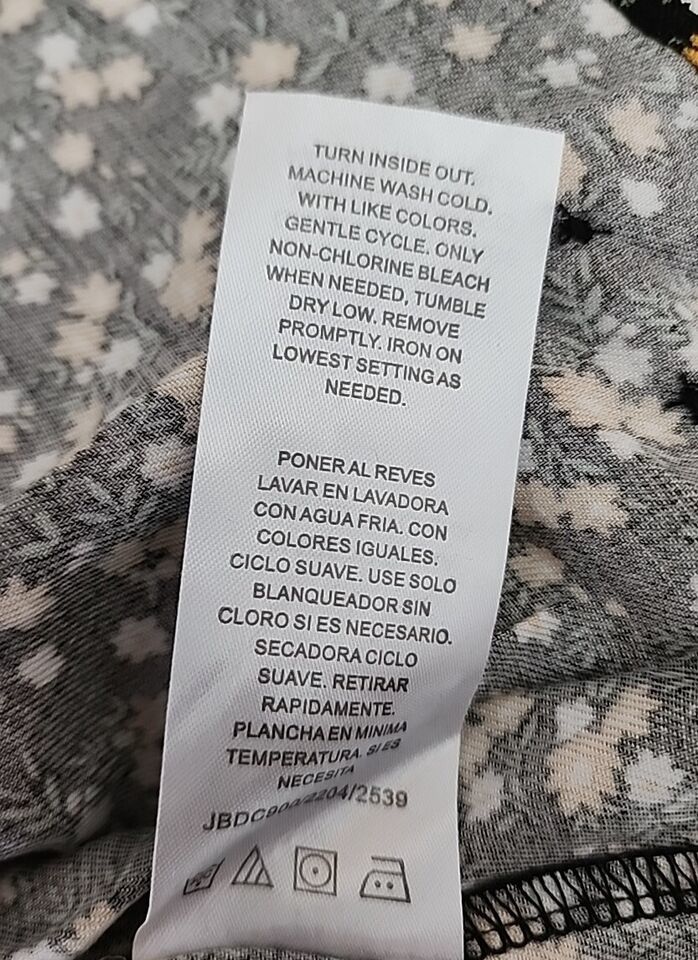 TURN INSIDE OUT.
MACHINE WASH COLD.
WITH LIKE COLORS.
GENTLE CYCLE. ONLY
NON-CHLORINE BLEACH
WHEN NEEDED, TUMBLE
DRY LOW. REMOVE
PROMPTLY. IRON ON
LOWEST SETTING AS
NEEDED.
PONER AL REVES
LAVAR EN LAVADORA
CON AGUA FRIA. CON
COLORES IGUALES.
CICLO SUAVE. USE SOLO
BLANQUEADOR SIN
CLORO SI ES NECESARIO.
SECADORA CICLO
SUAVE. RETIRAR
RAPIDAMENTE.
PLANCHA EN MINIMA
TEMPERATURA. SI ES
NECESITA
JBDC900/2204/2539